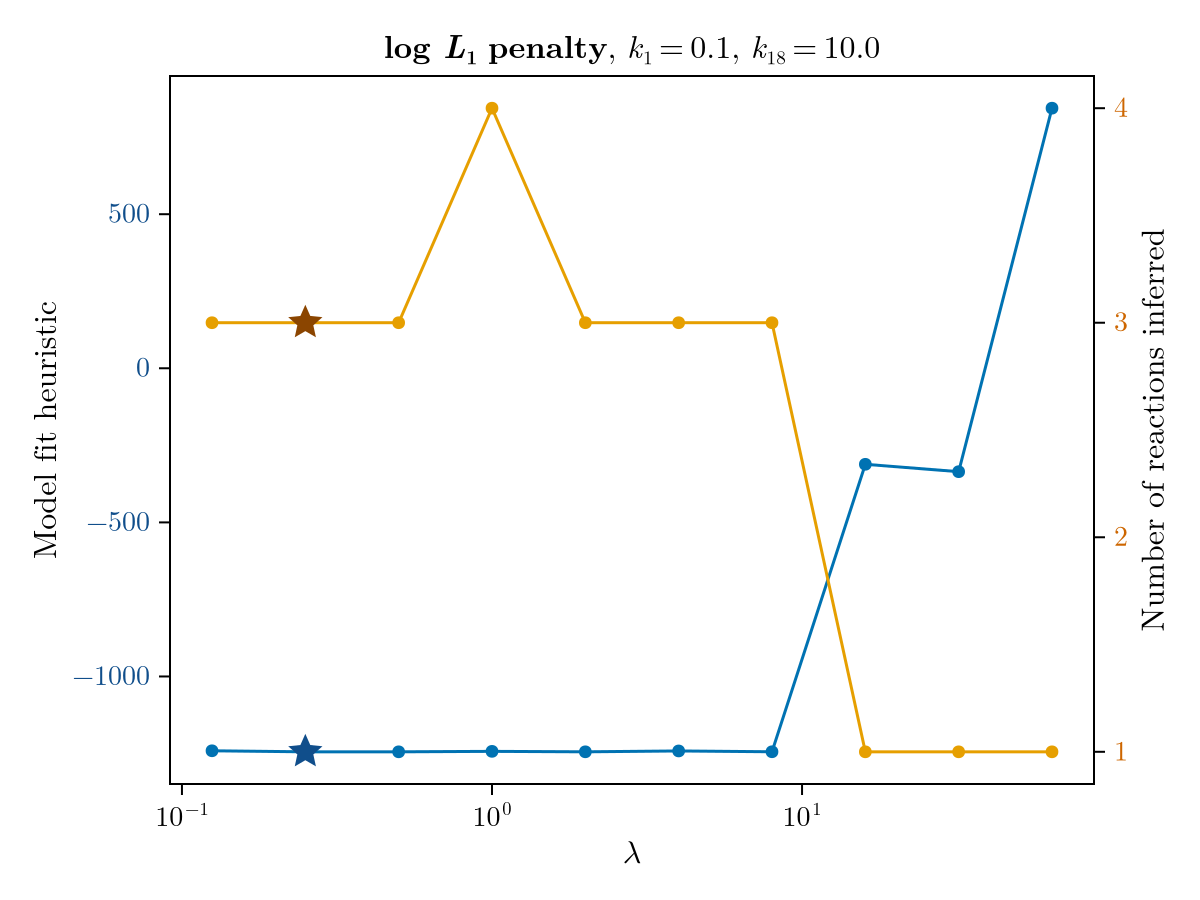 log L₁ penalty, k₁ = 0.1, k₁₈ = 10.0
Model fit heuristic
500
0
−500
−1000
4
3
2
1
Number of reactions inferred
10⁻¹
10⁰
10¹
λ